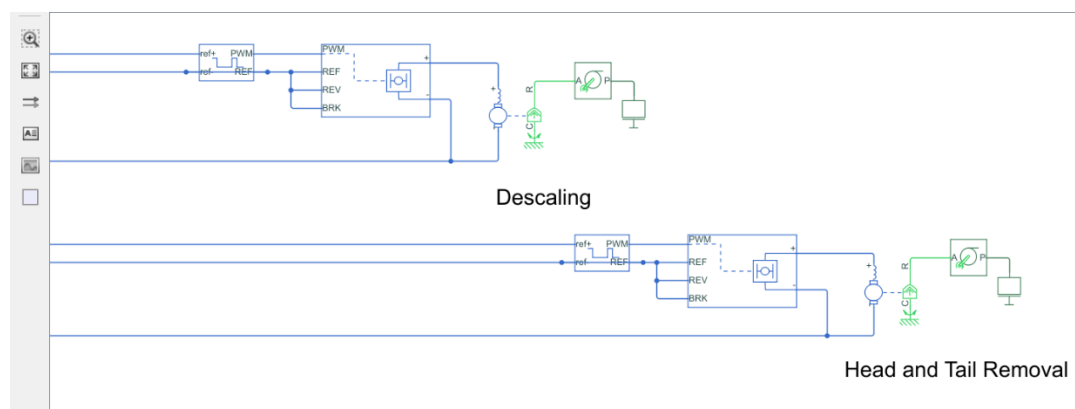 ref+ PWM
ref- REF
PWM
REF
REV
BRK
+
-
+
R
C
A P
Descaling
ref+ PWM
ref- REF
PWM
REF
REV
BRK
+
-
+
R
C
A P
Head and Tail Removal